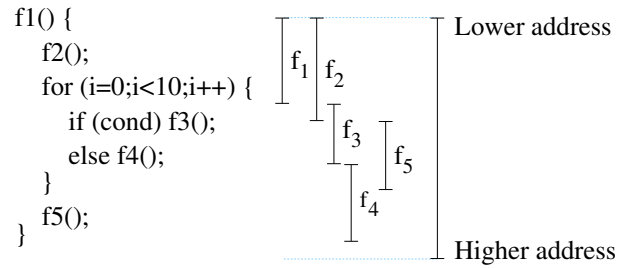 f1() {
f2();
for (i=0;i<10;i++) {
if (cond) f3();
else f4();
}
f5();
}
Lower address
f1
f2
f3
f5
f4
Higher address